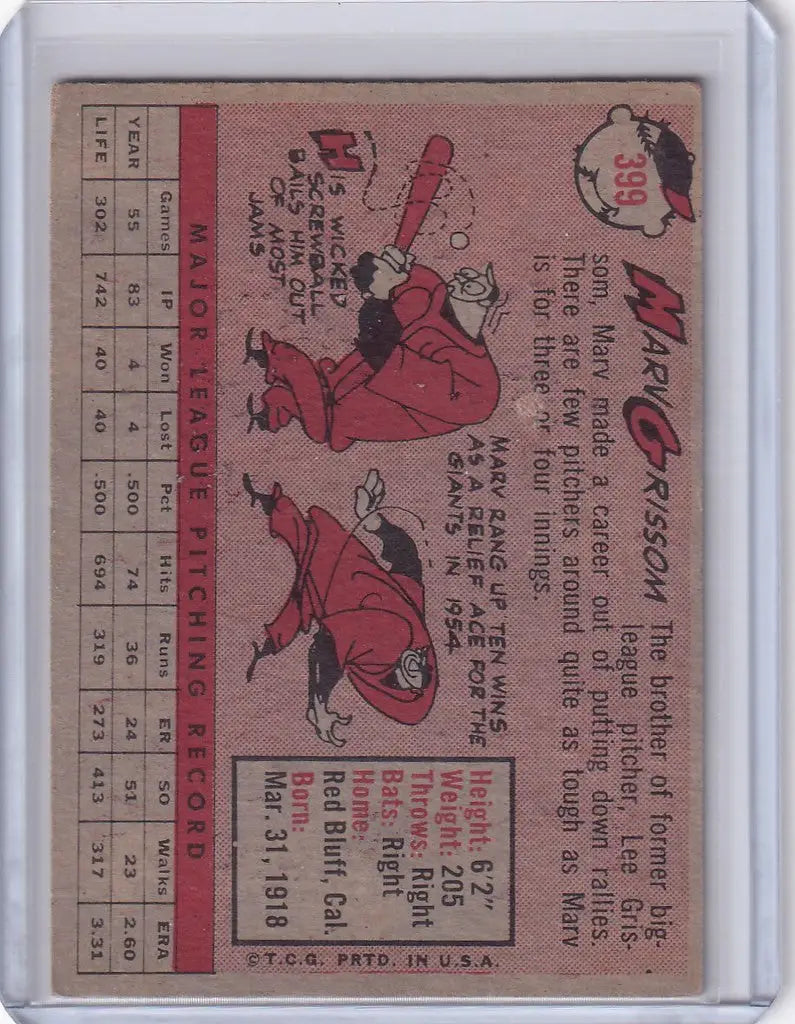 399
MARV GRISSOM
The brother of former big-
league pitcher, Lee Gris-
som, Marv made a career out of putting down rallies.
There are few pitchers around quite as tough as Marv
is for three or four innings.
HIS WICKED
SCREWBALL
BAILS HIM OUT
OF MOST
JAMS
MARV RANG UP TEN WINS
AS A RELIEF ACE FOR THE
GIANTS IN 1954
Height: 6'2"
Weight: 205
Throws: Right
Bats: Right
Home:
Red Bluff, Cal.
Born:
Mar. 31, 1918
©T.C.G. PRTD. IN U.S.A.
MAJOR LEAGUE PITCHING RECORD
Games IP Won Lost Pct Hits Runs ER SO Walks ERA
YEAR 55 83 4 4 .500 74 36 24 51 23 2.60
LIFE 302 742 40 40 .500 694 319 273 413 317 3.31